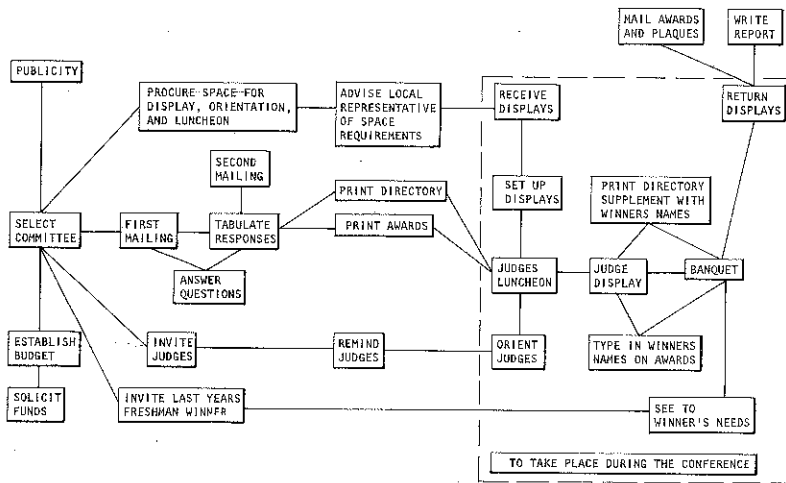 MAIL AWARDS
AND PLAQUES
WRITE
REPORT
PUBLICITY
PROCURE SPACE FOR
DISPLAY, ORIENTATION,
AND LUNCHEON
ADVISE LOCAL
REPRESENTATIVE
OF SPACE
REQUIREMENTS
RECEIVE
DISPLAYS
RETURN
DISPLAYS
SECOND
MAILING
PRINT DIRECTORY
SET UP
DISPLAYS
PRINT DIRECTORY
SUPPLEMENT WITH
WINNERS NAMES
SELECT
COMMITTEE
FIRST
MAILING
TABULATE
RESPONSES
PRINT AWARDS
ANSWER
QUESTIONS
JUDGES
LUNCHEON
JUDGE
DISPLAY
BANQUET
ESTABLISH
BUDGET
INVITE
JUDGES
REMIND
JUDGES
ORIENT
JUDGES
TYPE IN WINNERS
NAMES ON AWARDS
SOLICIT
FUNDS
INVITE LAST YEARS
FRESHMAN WINNER
SEE TO
WINNER'S NEEDS
TO TAKE PLACE DURING THE CONFERENCE